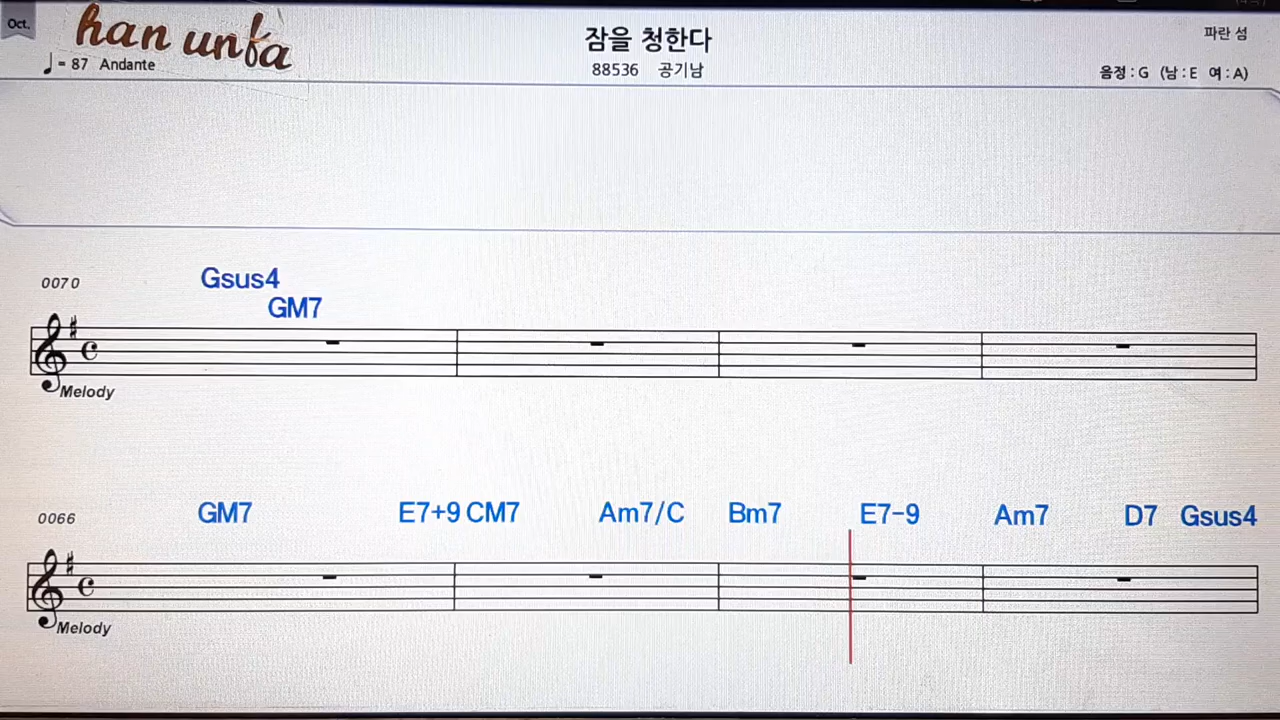 Oct.
han unfa
잠을 청한다
파란 섬
♩= 87 Andante
88536 공기남
음정 : G (남 : E 여 : A)
0070
Gsus4
GM7
Melody
0066
GM7 E7+9 CM7 Am7/C Bm7 E7-9 Am7 D7 Gsus4
Melody